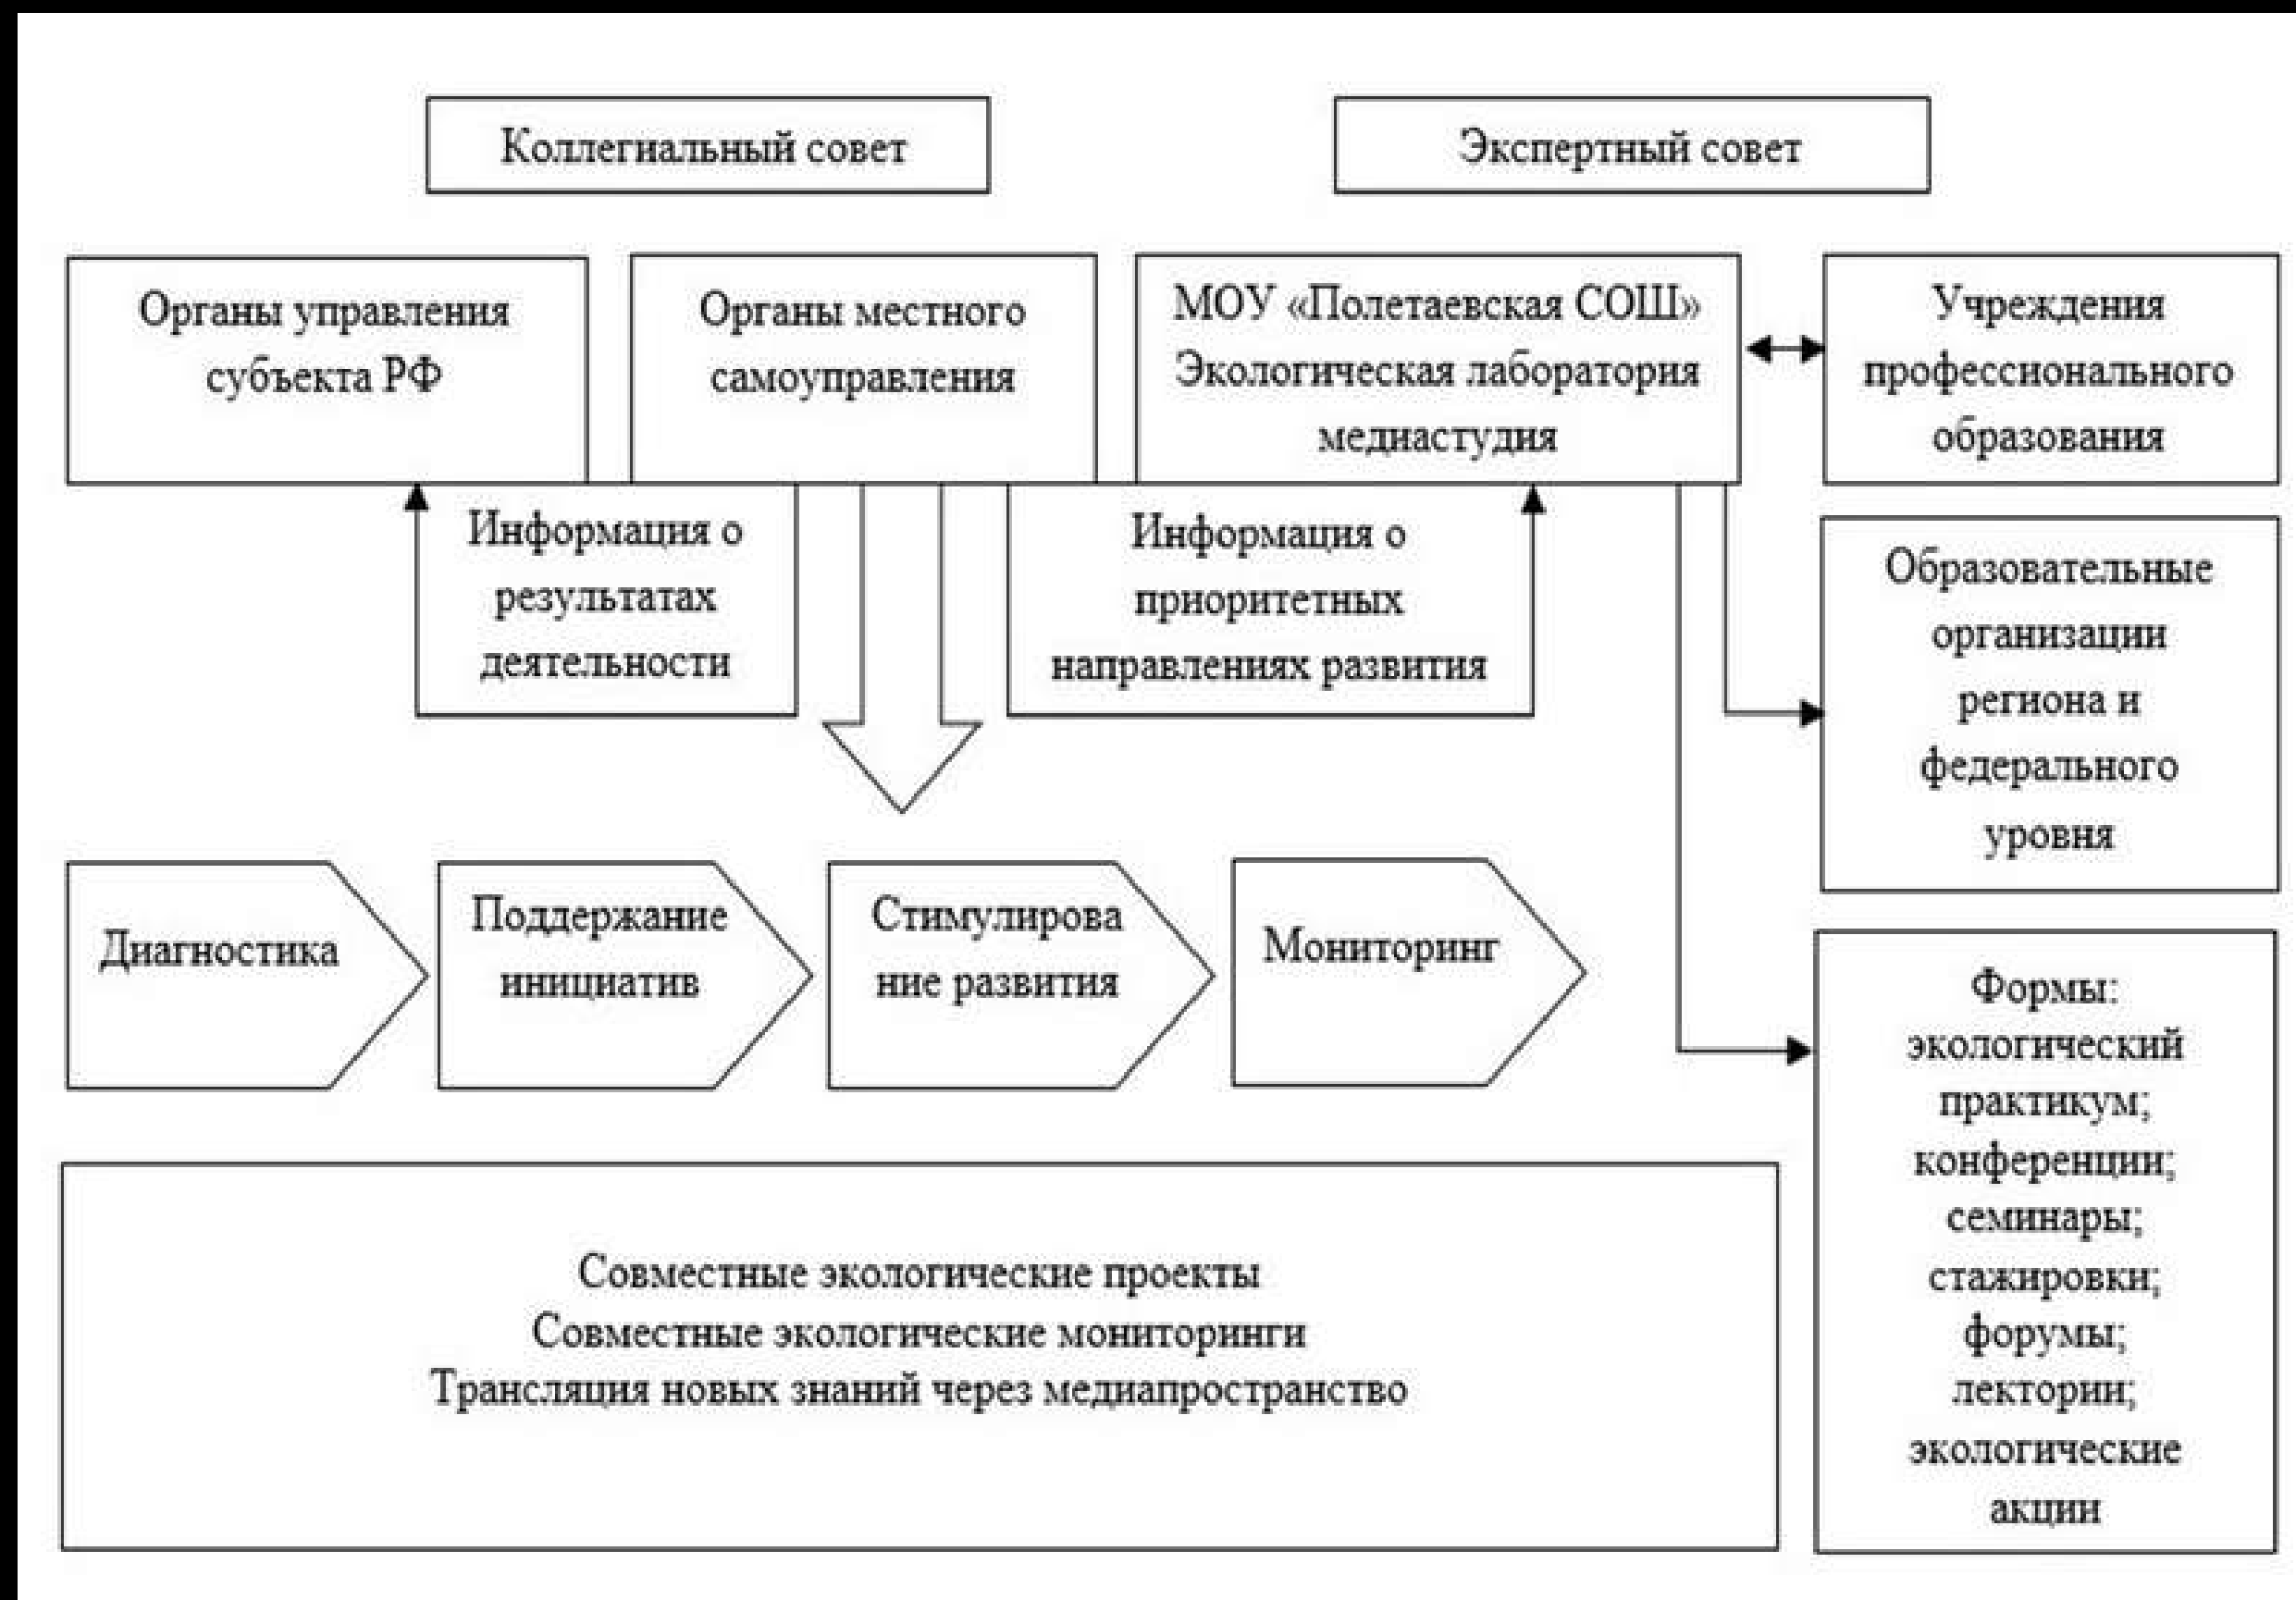 Коллегиальный совет
Экспертный совет
Органы управления
субъекта РФ
Органы местного
самоуправления
МОУ «Полетаевская СОШ»
Экологическая лаборатория
медиастудия
Учреждения
профессионального
образования
Информация о
результатах
деятельности
Информация о
приоритетных
направлениях развития
Образовательные
организации
региона и
федерального
уровня
Диагностика
Поддержание
инициатив
Стимулирова
ние развития
Мониторинг
Формы:
экологический
практикум;
конференции;
семинары;
стажировки;
форумы;
лектории;
экологические
акции
Совместные экологические проекты
Совместные экологические мониторинги
Трансляция новых знаний через медиапространство